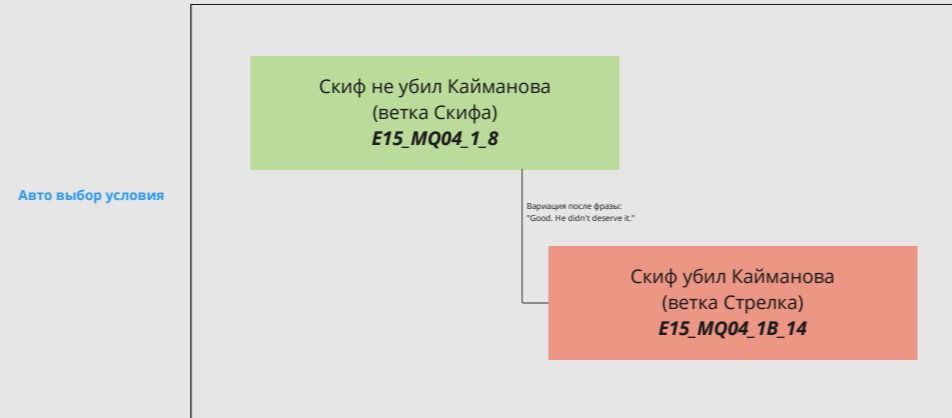 Скиф не убил Кайманова
(ветка Скифа)
E15_MQ04_1_8
Авто выбор условия
Вариация после фразы:
"Good. He didn't deserve it."
Скиф убил Кайманова
(ветка Стрелка)
E15_MQ04_1B_14